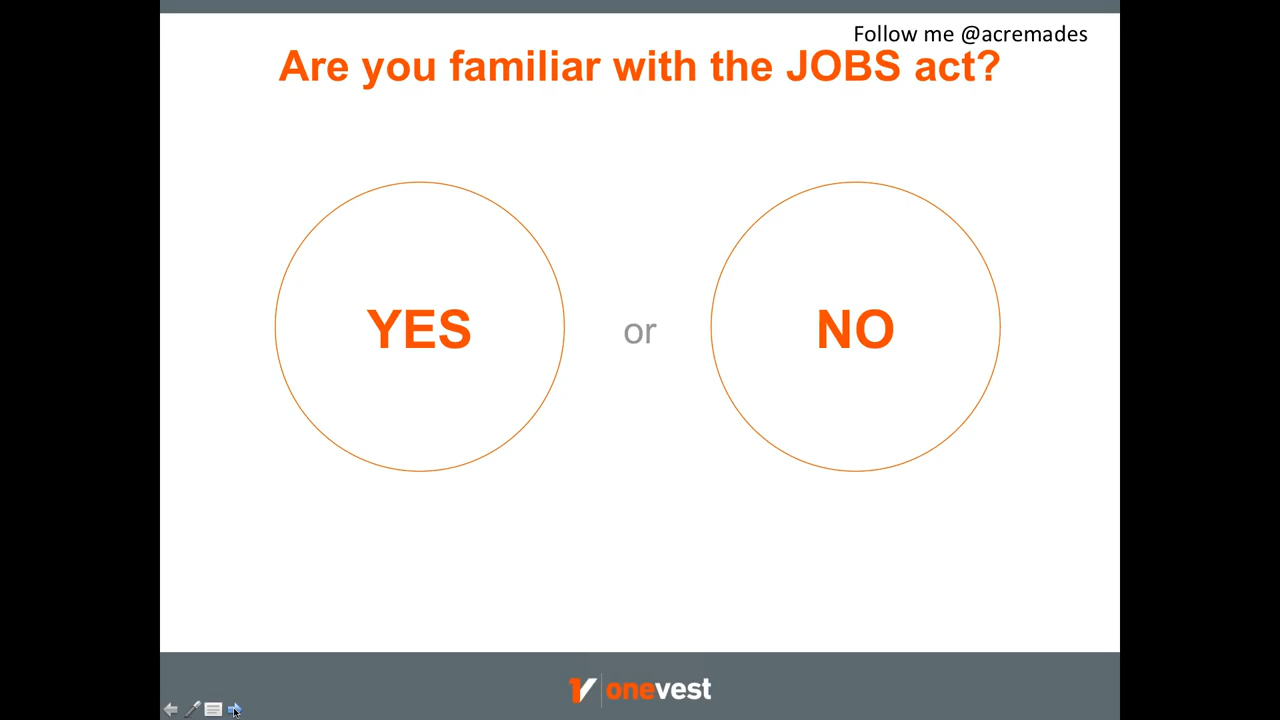 Follow me @acremades
Are you familiar with the JOBS act?
YES
or
NO
onevest